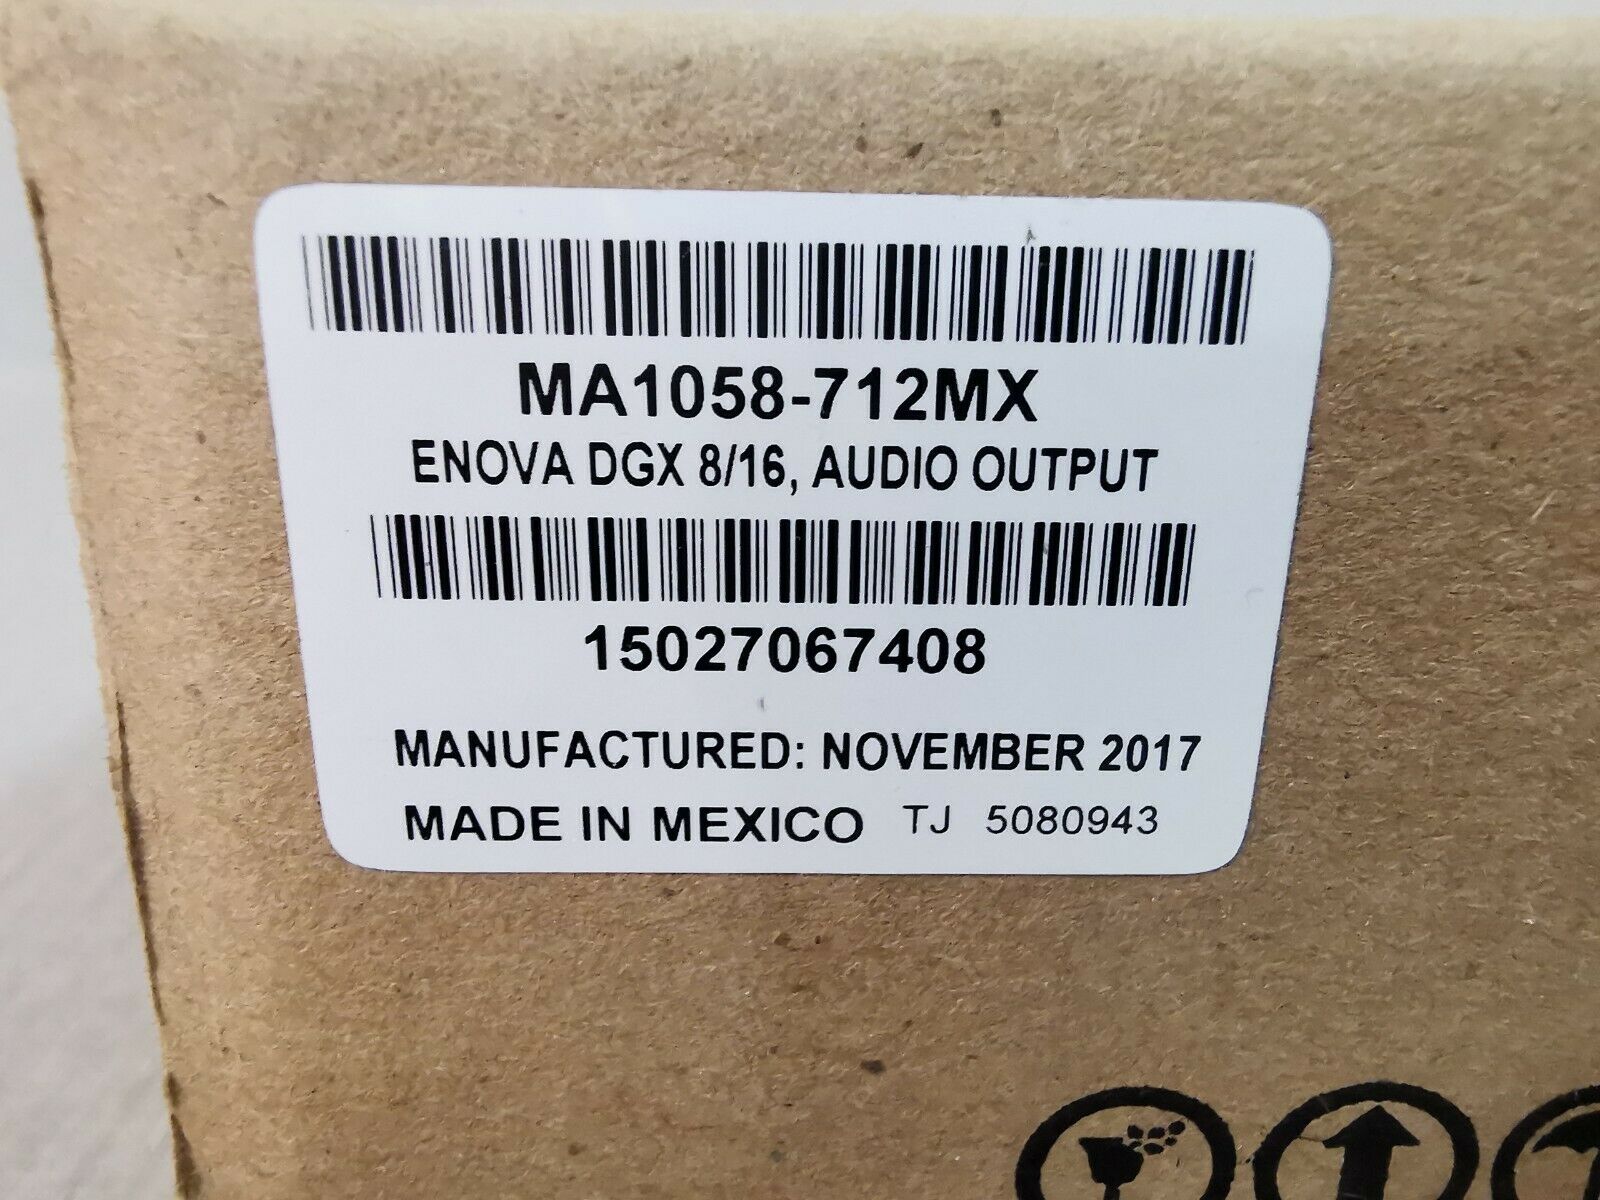 MA1058-712MX
ENOVA DGX 8/16, AUDIO OUTPUT
15027067408
MANUFACTURED: NOVEMBER 2017
MADE IN MEXICO TJ 5080943